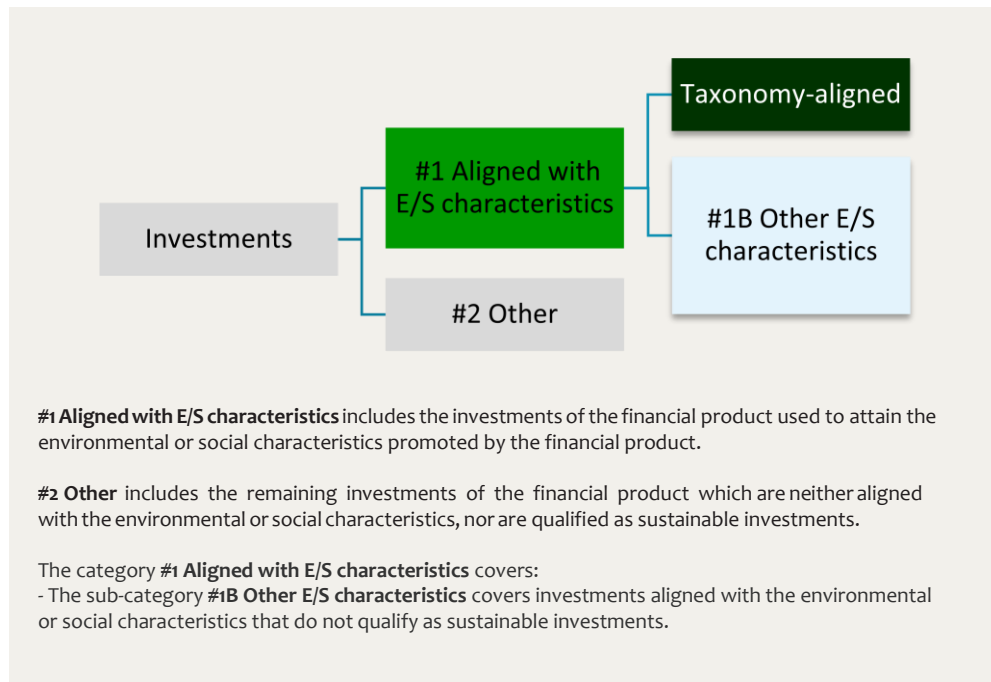 Taxonomy-aligned
#1 Aligned with
E/S characteristics
Investments
#1B Other E/S
characteristics
#2 Other
#1 Aligned with E/S characteristics includes the investments of the financial product used to attain the
environmental or social characteristics promoted by the financial product.
#2 Other includes the remaining investments of the financial product which are neither aligned
with the environmental or social characteristics, nor are qualified as sustainable investments.
The category #1 Aligned with E/S characteristics covers:
- The sub-category #1B Other E/S characteristics covers investments aligned with the environmental
or social characteristics that do not qualify as sustainable investments.